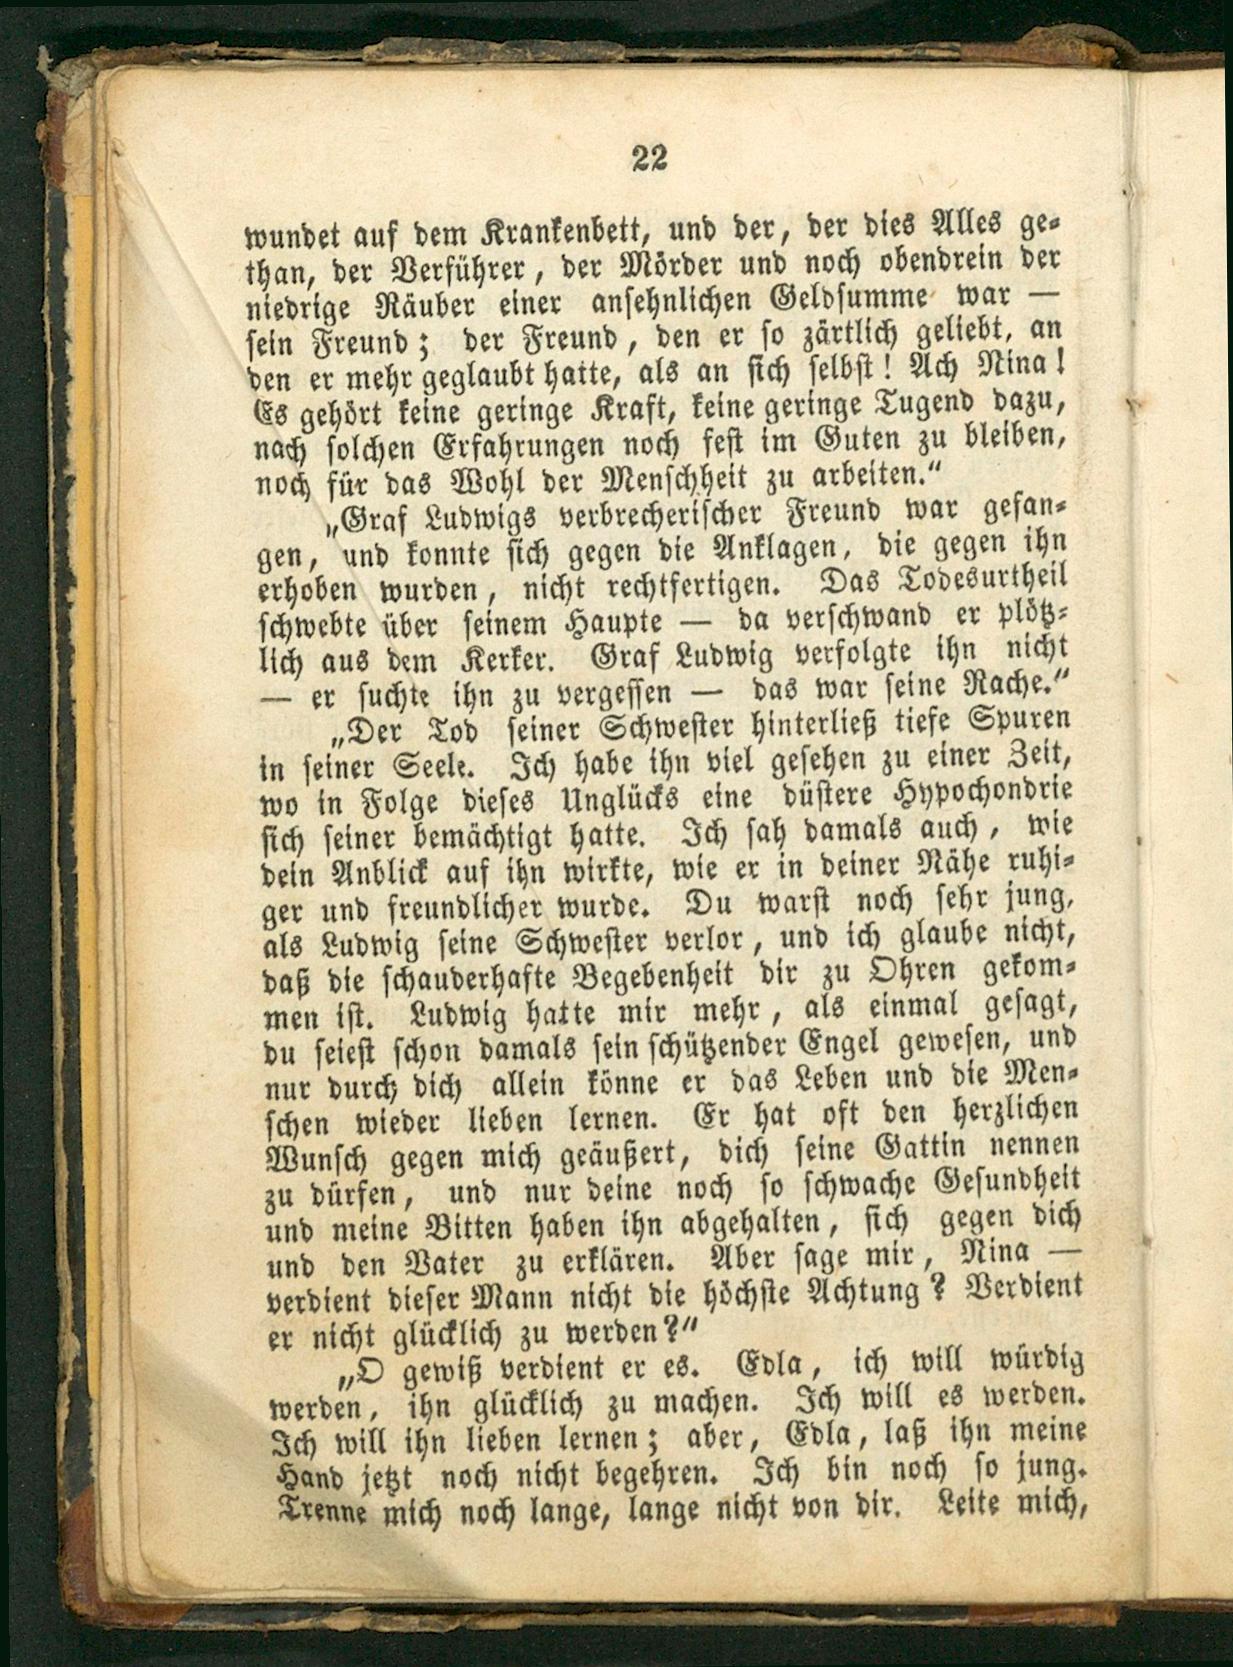 22
wundet auf dem Krankenbett, und der, der dies Alles ge-
than, der Verführer, der Mörder und noch obendrein der
niedrige Räuber einer ansehnlichen Geldsumme war —
sein Freund; der Freund, den er so zärtlich geliebt, an
den er mehr geglaubt hatte, als an sich selbst! Ach Nina!
Es gehört keine geringe Kraft, keine geringe Tugend dazu,
nach solchen Erfahrungen noch fest im Guten zu bleiben,
noch für das Wohl der Menschheit zu arbeiten.“
„Graf Ludwigs verbrecherischer Freund war gefan-
gen, und konnte sich gegen die Anklagen, die gegen ihn
erhoben wurden, nicht rechtfertigen. Das Todesurtheil
schwebte über seinem Haupte — da verschwand er plötz-
lich aus dem Kerker. Graf Ludwig verfolgte ihn nicht
— er suchte ihn zu vergessen — das war seine Rache.“
„Der Tod seiner Schwester hinterließ tiefe Spuren
in seiner Seele. Ich habe ihn viel gesehen zu einer Zeit,
wo in Folge dieses Unglücks eine düstere Hypochondrie
sich seiner bemächtigt hatte. Ich sah damals auch, wie
dein Anblick auf ihn wirkte, wie er in deiner Nähe ruhi-
ger und freundlicher wurde. Du warst noch sehr jung,
als Ludwig seine Schwester verlor, und ich glaube nicht,
daß die schauderhafte Begebenheit dir zu Ohren gekom-
men ist. Ludwig hatte mir mehr, als einmal gesagt,
du seiest schon damals sein schützender Engel gewesen, und
nur durch dich allein könne er das Leben und die Men-
schen wieder lieben lernen. Er hat oft den herzlichen
Wunsch gegen mich geäußert, dich seine Gattin nennen
zu dürfen, und nur deine noch so schwache Gesundheit
und meine Bitten haben ihn abgehalten, sich gegen dich
und den Vater zu erklären. Aber sage mir, Nina —
verdient dieser Mann nicht die höchste Achtung? Verdient
er nicht glücklich zu werden?“
„O gewiß verdient er es. Edla, ich will würdig
werden, ihn glücklich zu machen. Ich will es werden.
Ich will ihn lieben lernen; aber, Edla, laß ihn meine
Hand jetzt noch nicht begehren. Ich bin noch so jung.
Trenne mich noch lange, lange nicht von dir. Leite mich,